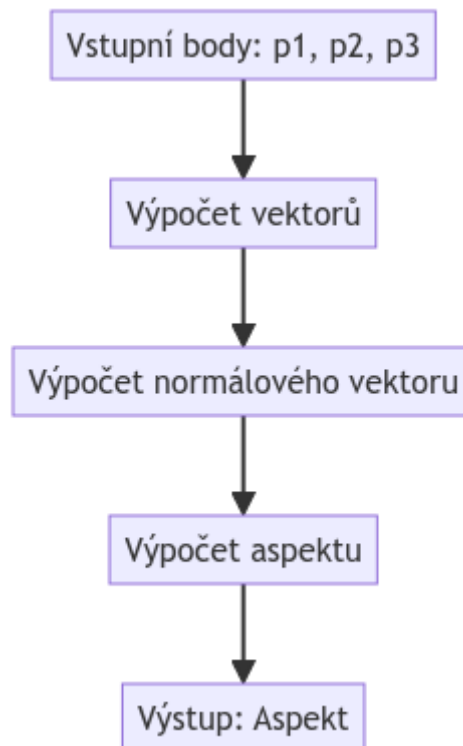 Vstupní body: p1, p2, p3
Výpočet vektorů
Výpočet normálového vektoru
Výpočet aspektu
Výstup: Aspekt